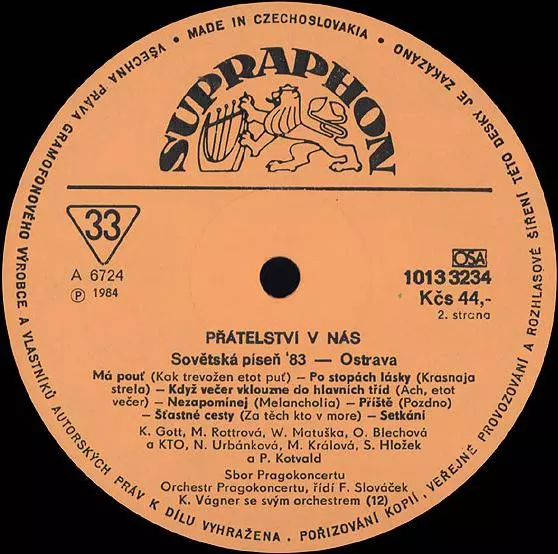 VŠECHNA PRÁVA GRAMOFONOVÉHO VÝROBCE A VLASTNÍKŮ AUTORSKÝCH PRÁV K DÍLU VYHRAŽENA. POŘIZOVÁNÍ KOPIÍ, VEŘEJNÉ PROVOZOVÁNÍ A ROZHLASOVÉ ŠÍŘENÍ TÉTO DESKY JE ZAKÁZÁNO • MADE IN CZECHOSLOVAKIA •
SUPRAPHON
33
A 6724
Ⓟ 1984
OSA
1013 3234
Kčs 44,-
2. strana
PŘÁTELSTVÍ V NÁS
Sovětská píseň '83 — Ostrava
Má pouť (Kak trevožen etot puť) — Po stopách lásky (Krasnaja
strela) — Když večer vklouzne do hlavních tříd (Ach, etot
večer) — Nezapomínej (Melancholia) — Příště (Pozdno)
— Šťastné cesty (Za těch kto v more) — Setkáni
K. Gott, M. Rottrová, W. Matuška, O. Blechová
a KTO, N. Urbánková, M. Králová, S. Hložek
a P. Kotvald
Sbor Pragokoncertu
Orchestr Pragokoncertu, řídí F. Slováček
K. Vágner se svým orchestrem (12)